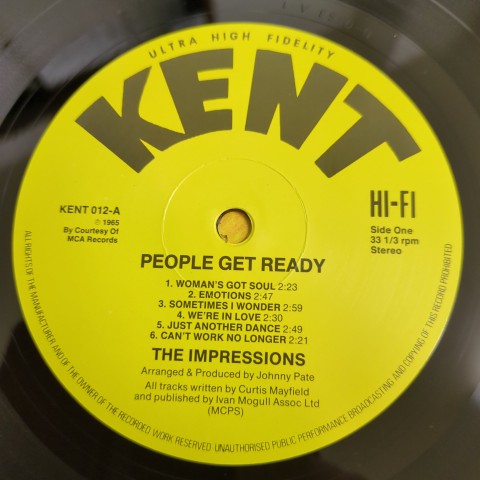 ULTRA HIGH FIDELITY
KENT
KENT 012-A
℗ 1965
By Courtesy Of
MCA Records
HI-FI
Side One
33 1/3 rpm
Stereo
PEOPLE GET READY
1. WOMAN'S GOT SOUL 2:23
2. EMOTIONS 2:47
3. SOMETIMES I WONDER 2:59
4. WE'RE IN LOVE 2:30
5. JUST ANOTHER DANCE 2:49
6. CAN'T WORK NO LONGER 2:21
THE IMPRESSIONS
Arranged & Produced by Johnny Pate
All tracks written by Curtis Mayfield
and published by Ivan Mogull Assoc Ltd
(MCPS)
ALL RIGHTS OF THE MANUFACTURER AND OF THE OWNER OF THE RECORDED WORK RESERVED·UNAUTHORISED PUBLIC PERFORMANCE BROADCASTING AND COPYING OF THIS RECORD PROHIBITED